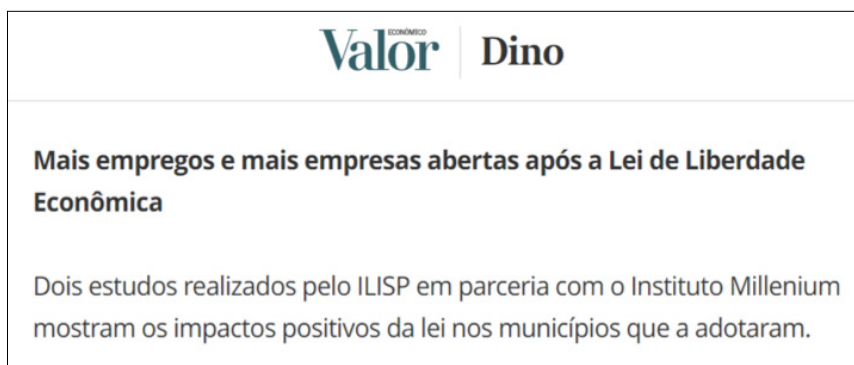 Valor ECONÔMICO Dino
Mais empregos e mais empresas abertas após a Lei de Liberdade
Econômica
Dois estudos realizados pelo ILISP em parceria com o Instituto Millenium
mostram os impactos positivos da lei nos municípios que a adotaram.